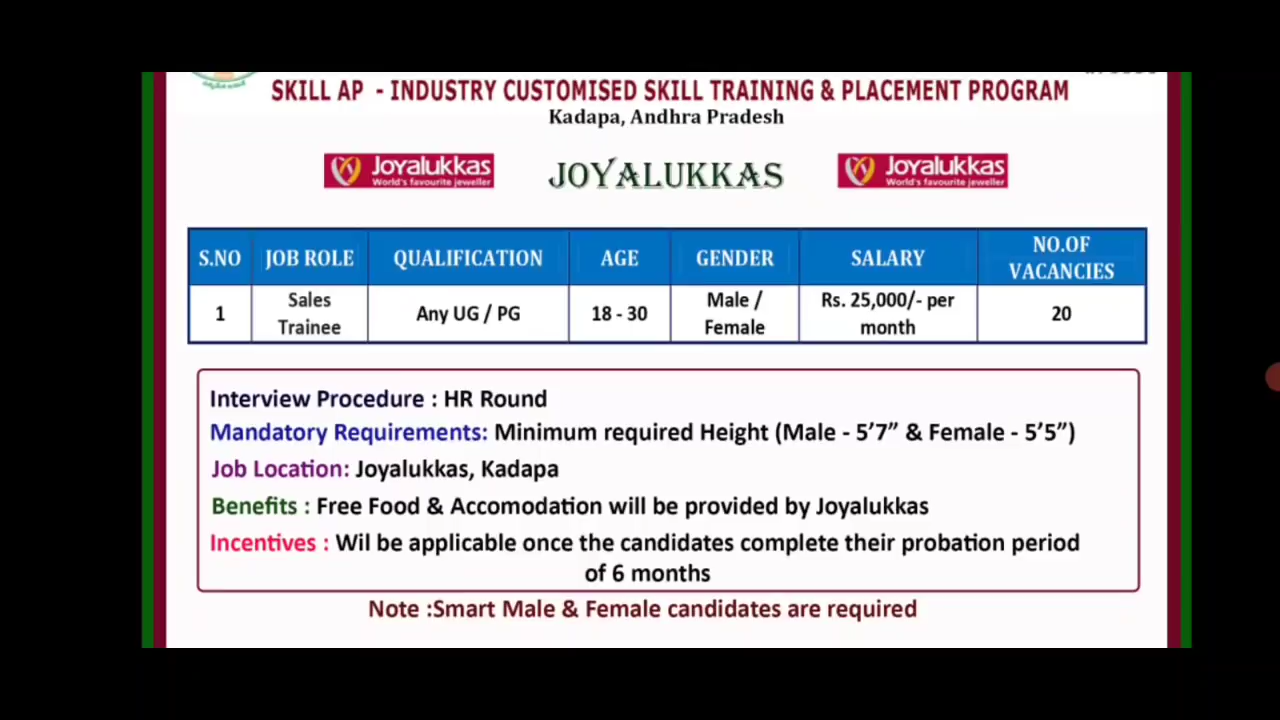 SKILL AP - INDUSTRY CUSTOMISED SKILL TRAINING & PLACEMENT PROGRAM
Kadapa, Andhra Pradesh
Joyalukkas
World's favourite jeweller
JOYALUKKAS
Joyalukkas
World's favourite jeweller
S.NO JOB ROLE QUALIFICATION AGE GENDER SALARY NO.OF VACANCIES
1 Sales Trainee Any UG / PG 18 - 30 Male / Female Rs. 25,000/- per month 20
Interview Procedure : HR Round
Mandatory Requirements: Minimum required Height (Male - 5’7” & Female - 5’5”)
Job Location: Joyalukkas, Kadapa
Benefits : Free Food & Accomodation will be provided by Joyalukkas
Incentives : Wil be applicable once the candidates complete their probation period
of 6 months
Note :Smart Male & Female candidates are required